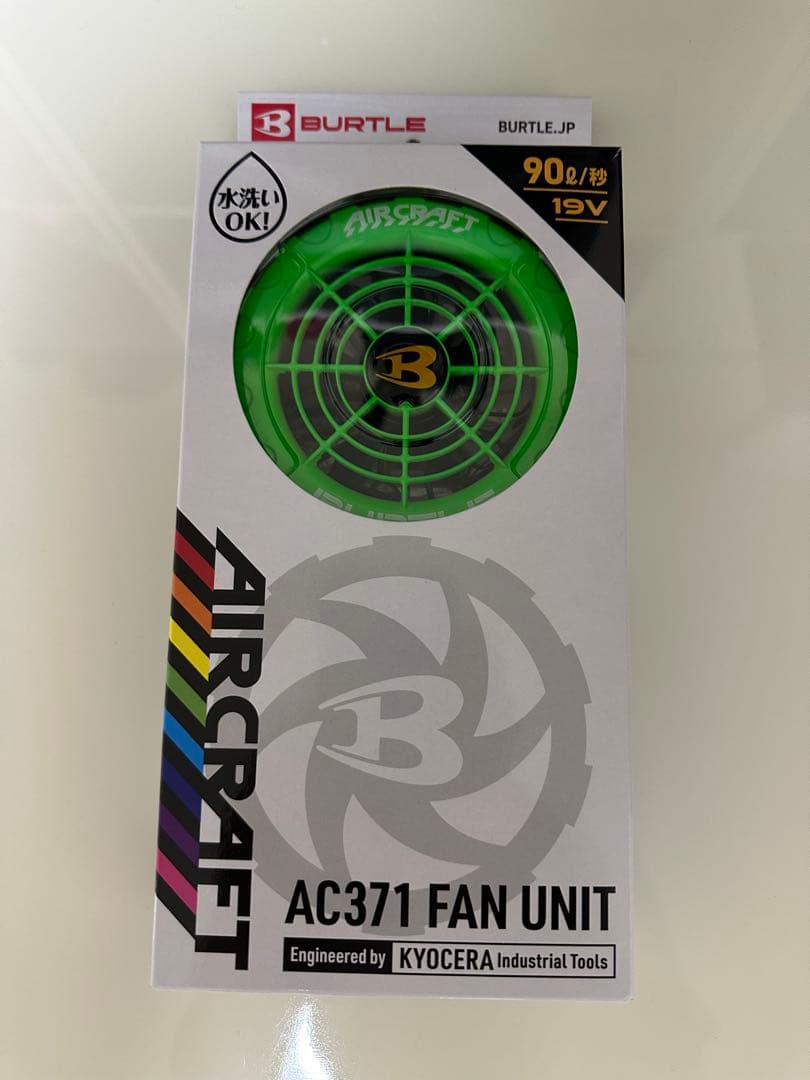 BURTLE
BURTLE.JP
水洗い
OK!
90ℓ/秒
19V
AIRCRAFT
B
BURTLE
AIRCRAFT
B
AC371 FAN UNIT
Engineered by KYOCERA Industrial Tools